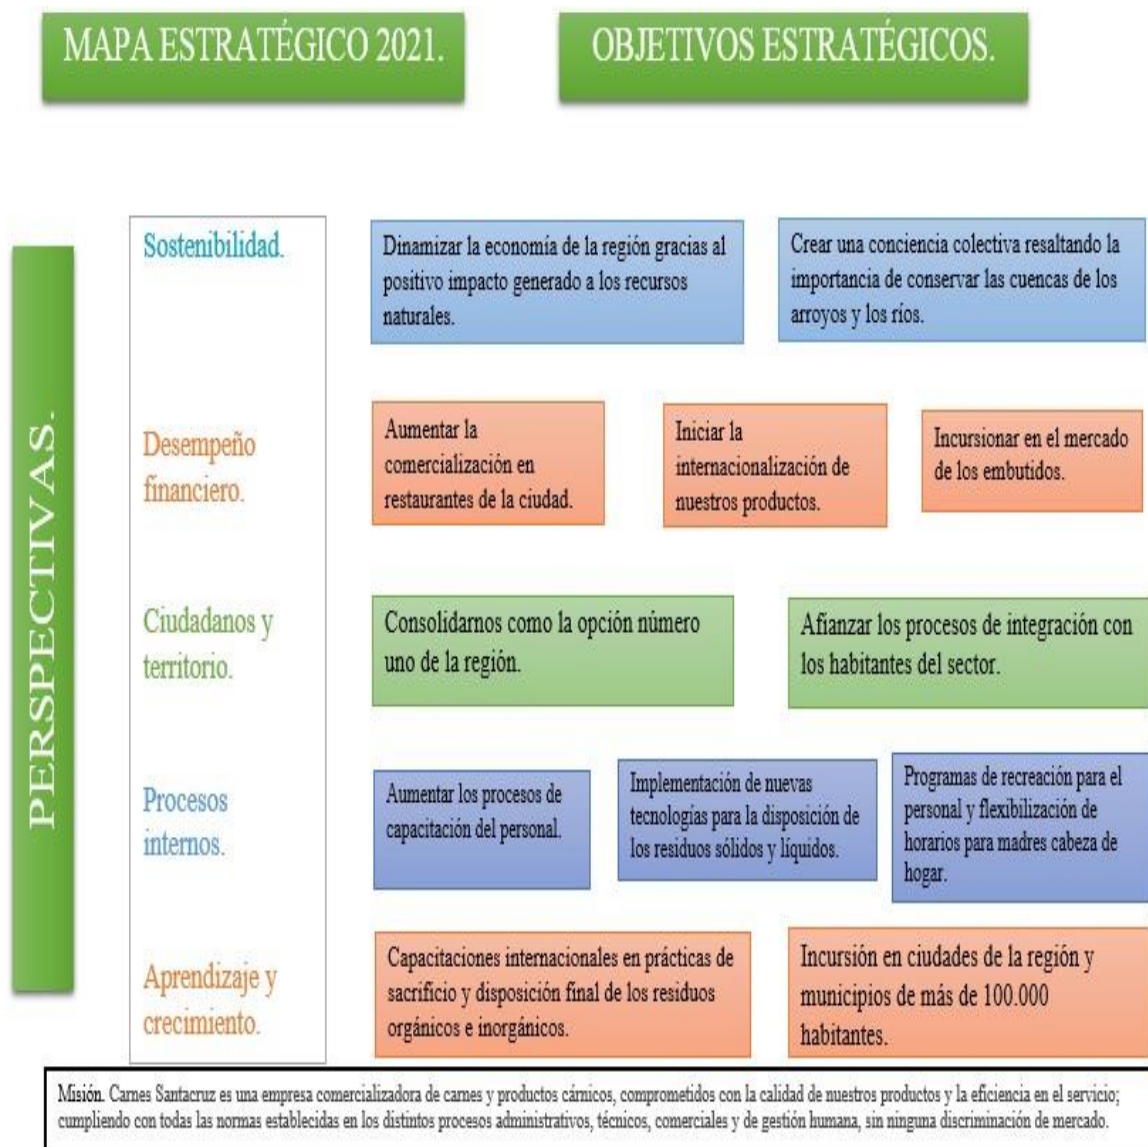 MAPA ESTRATÉGICO 2021.
OBJETIVOS ESTRATÉGICOS.
PERSPECTIVAS.
Sostenibilidad.
Dinamizar la economía de la región gracias al
positivo impacto generado a los recursos
naturales.
Crear una conciencia colectiva resaltando la
importancia de conservar las cuencas de los
arroyos y los ríos.
Desempeño
financiero.
Aumentar la
comercialización en
restaurantes de la ciudad.
Iniciar la
internacionalización de
nuestros productos.
Incursionar en el mercado
de los embutidos.
Ciudadanos y
territorio.
Consolidarnos como la opción número
uno de la región.
Afianzar los procesos de integración con
los habitantes del sector.
Procesos
internos.
Aumentar los procesos de
capacitación del personal.
Implementación de nuevas
tecnologías para la disposición de
los residuos sólidos y líquidos.
Programas de recreación para el
personal y flexibilización de
horarios para madres cabeza de
hogar.
Aprendizaje y
crecimiento.
Capacitaciones internacionales en prácticas de
sacrificio y disposición final de los residuos
orgánicos e inorgánicos.
Incursión en ciudades de la región y
municipios de más de 100.000
habitantes.
Misión. Carnes Santacruz es una empresa comercializadora de carnes y productos cárnicos, comprometidos con la calidad de nuestros productos y la eficiencia en el servicio;
cumpliendo con todas las normas establecidas en los distintos procesos administrativos, técnicos, comerciales y de gestión humana, sin ninguna discriminación de mercado.